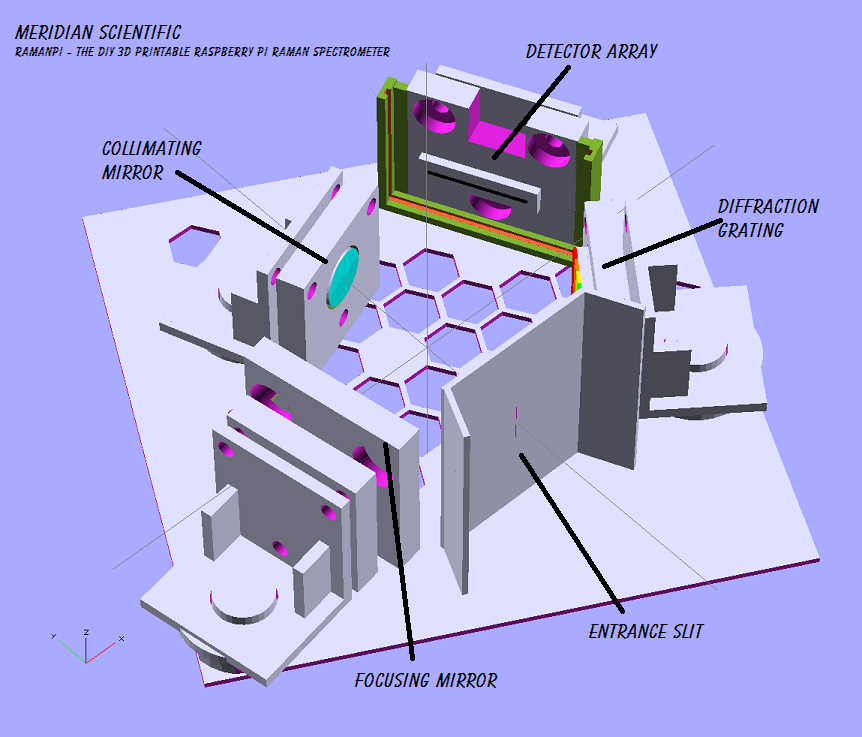 MERIDIAN SCIENTIFIC
RAMANPI - THE DIY 3D PRINTABLE RASPBERRY PI RAMAN SPECTROMETER
DETECTOR ARRAY
COLLIMATING
MIRROR
DIFFRACTION
GRATING
ENTRANCE SLIT
FOCUSING MIRROR
Y
Z
X